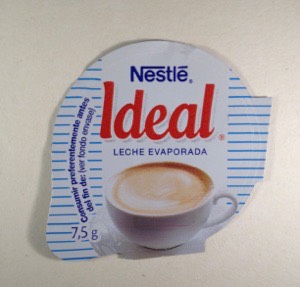 Nestlé®
Ideal®
LECHE EVAPORADA
Consumir preferentemente antes
del fin de: (ver fondo envase)
7,5 g